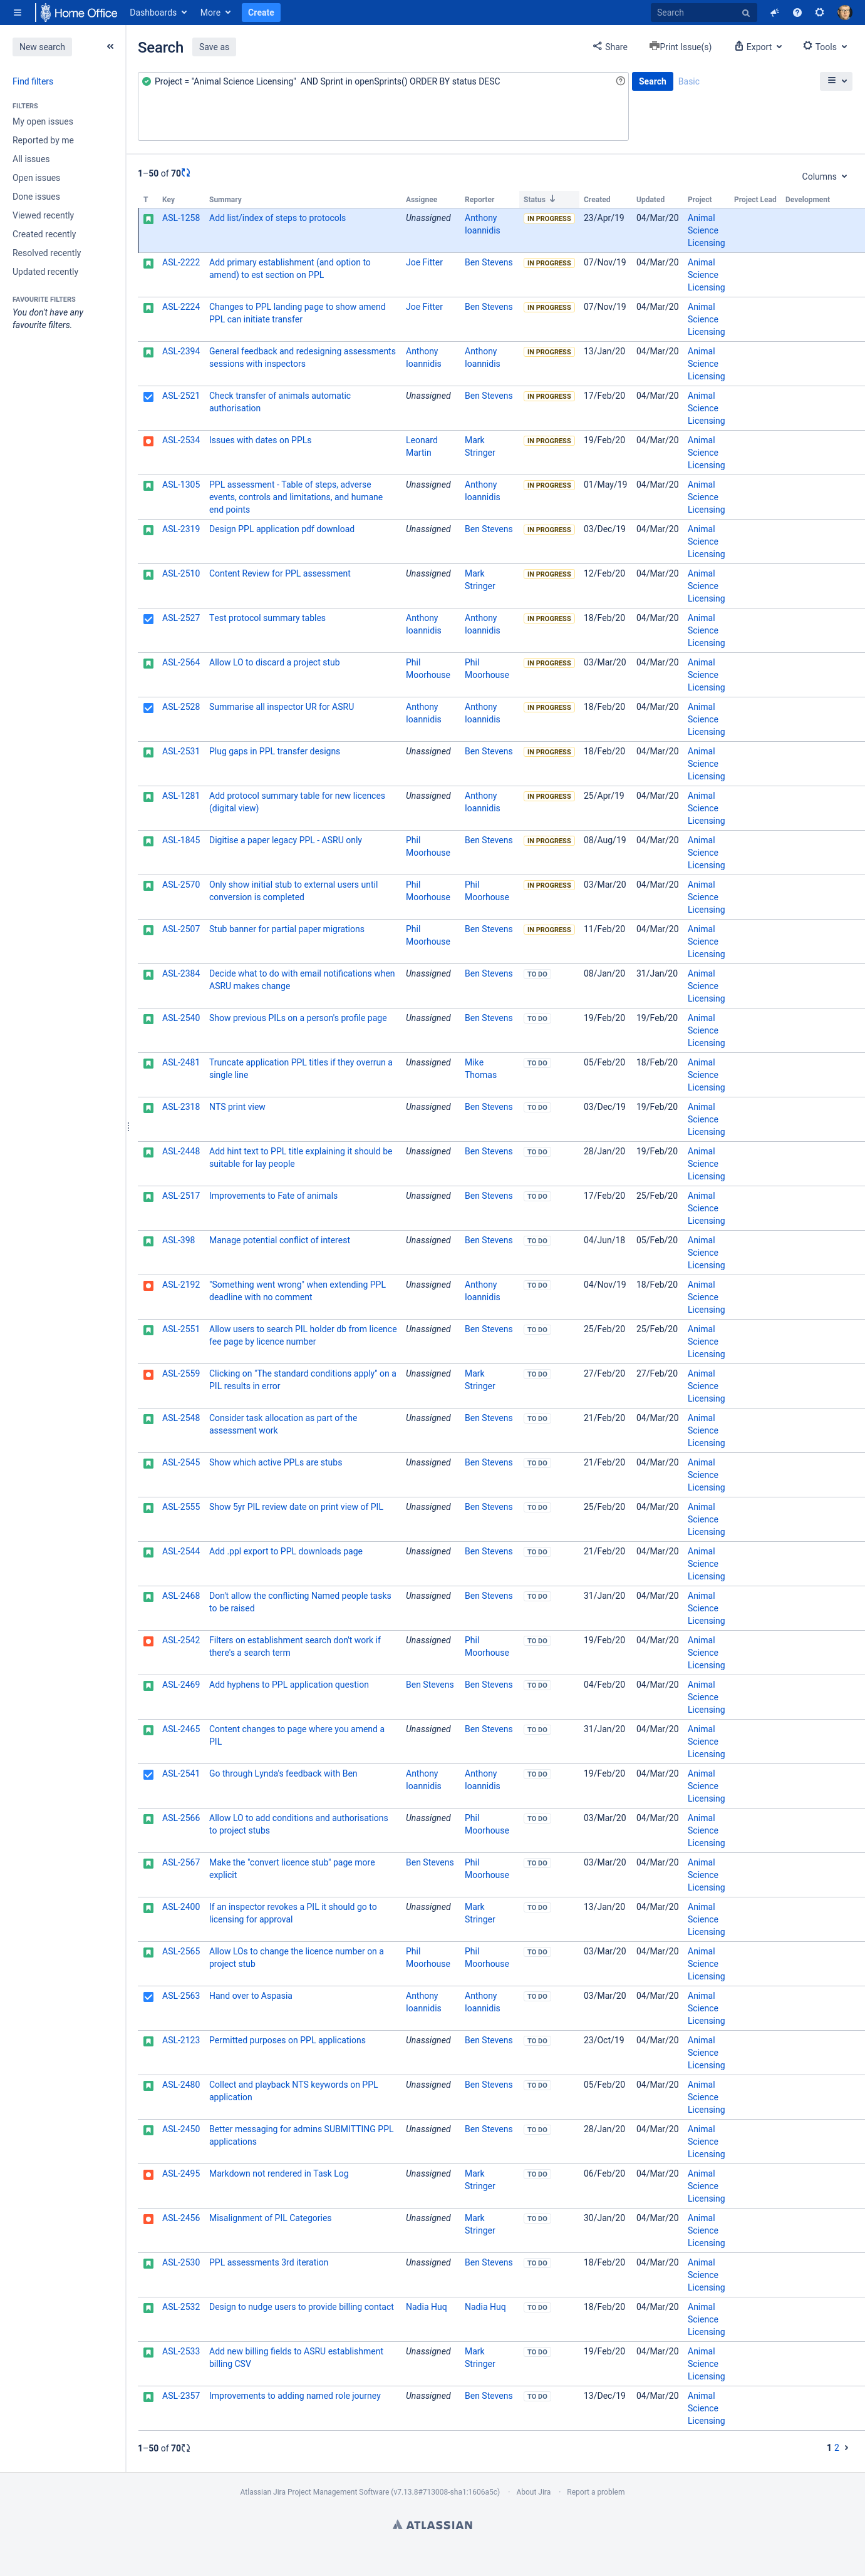 Home Office Dashboards More Create Search
New search
Find filters
FILTERS
My open issues
Reported by me
All issues
Open issues
Done issues
Viewed recently
Created recently
Resolved recently
Updated recently
FAVOURITE FILTERS
You don't have any
favourite filters.
Search Save as Share Print Issue(s) Export Tools
Project = "Animal Science Licensing" AND Sprint in openSprints() ORDER BY status DESC Search Basic
1–50 of 70 Columns
T Key Summary Assignee Reporter Status Created Updated Project Project Lead Development
ASL-1258 Add list/index of steps to protocols Unassigned Anthony Ioannidis IN PROGRESS 23/Apr/19 04/Mar/20 Animal Science Licensing
ASL-2222 Add primary establishment (and option to amend) to est section on PPL Joe Fitter Ben Stevens IN PROGRESS 07/Nov/19 04/Mar/20 Animal Science Licensing
ASL-2224 Changes to PPL landing page to show amend PPL can initiate transfer Joe Fitter Ben Stevens IN PROGRESS 07/Nov/19 04/Mar/20 Animal Science Licensing
ASL-2394 General feedback and redesigning assessments sessions with inspectors Anthony Ioannidis Anthony Ioannidis IN PROGRESS 13/Jan/20 04/Mar/20 Animal Science Licensing
ASL-2521 Check transfer of animals automatic authorisation Unassigned Ben Stevens IN PROGRESS 17/Feb/20 04/Mar/20 Animal Science Licensing
ASL-2534 Issues with dates on PPLs Leonard Martin Mark Stringer IN PROGRESS 19/Feb/20 04/Mar/20 Animal Science Licensing
ASL-1305 PPL assessment - Table of steps, adverse events, controls and limitations, and humane end points Unassigned Anthony Ioannidis IN PROGRESS 01/May/19 04/Mar/20 Animal Science Licensing
ASL-2319 Design PPL application pdf download Unassigned Ben Stevens IN PROGRESS 03/Dec/19 04/Mar/20 Animal Science Licensing
ASL-2510 Content Review for PPL assessment Unassigned Mark Stringer IN PROGRESS 12/Feb/20 04/Mar/20 Animal Science Licensing
ASL-2527 Test protocol summary tables Anthony Ioannidis Anthony Ioannidis IN PROGRESS 18/Feb/20 04/Mar/20 Animal Science Licensing
ASL-2564 Allow LO to discard a project stub Phil Moorhouse Phil Moorhouse IN PROGRESS 03/Mar/20 04/Mar/20 Animal Science Licensing
ASL-2528 Summarise all inspector UR for ASRU Anthony Ioannidis Anthony Ioannidis IN PROGRESS 18/Feb/20 04/Mar/20 Animal Science Licensing
ASL-2531 Plug gaps in PPL transfer designs Unassigned Ben Stevens IN PROGRESS 18/Feb/20 04/Mar/20 Animal Science Licensing
ASL-1281 Add protocol summary table for new licences (digital view) Unassigned Anthony Ioannidis IN PROGRESS 25/Apr/19 04/Mar/20 Animal Science Licensing
ASL-1845 Digitise a paper legacy PPL - ASRU only Phil Moorhouse Ben Stevens IN PROGRESS 08/Aug/19 04/Mar/20 Animal Science Licensing
ASL-2570 Only show initial stub to external users until conversion is completed Phil Moorhouse Phil Moorhouse IN PROGRESS 03/Mar/20 04/Mar/20 Animal Science Licensing
ASL-2507 Stub banner for partial paper migrations Phil Moorhouse Ben Stevens IN PROGRESS 11/Feb/20 04/Mar/20 Animal Science Licensing
ASL-2384 Decide what to do with email notifications when ASRU makes change Unassigned Ben Stevens TO DO 08/Jan/20 31/Jan/20 Animal Science Licensing
ASL-2540 Show previous PILs on a person's profile page Unassigned Ben Stevens TO DO 19/Feb/20 19/Feb/20 Animal Science Licensing
ASL-2481 Truncate application PPL titles if they overrun a single line Unassigned Mike Thomas TO DO 05/Feb/20 18/Feb/20 Animal Science Licensing
ASL-2318 NTS print view Unassigned Ben Stevens TO DO 03/Dec/19 19/Feb/20 Animal Science Licensing
ASL-2448 Add hint text to PPL title explaining it should be suitable for lay people Unassigned Ben Stevens TO DO 28/Jan/20 19/Feb/20 Animal Science Licensing
ASL-2517 Improvements to Fate of animals Unassigned Ben Stevens TO DO 17/Feb/20 25/Feb/20 Animal Science Licensing
ASL-398 Manage potential conflict of interest Unassigned Ben Stevens TO DO 04/Jun/18 05/Feb/20 Animal Science Licensing
ASL-2192 "Something went wrong" when extending PPL deadline with no comment Unassigned Anthony Ioannidis TO DO 04/Nov/19 18/Feb/20 Animal Science Licensing
ASL-2551 Allow users to search PIL holder db from licence fee page by licence number Unassigned Ben Stevens TO DO 25/Feb/20 25/Feb/20 Animal Science Licensing
ASL-2559 Clicking on "The standard conditions apply" on a PIL results in error Unassigned Mark Stringer TO DO 27/Feb/20 27/Feb/20 Animal Science Licensing
ASL-2548 Consider task allocation as part of the assessment work Unassigned Ben Stevens TO DO 21/Feb/20 04/Mar/20 Animal Science Licensing
ASL-2545 Show which active PPLs are stubs Unassigned Ben Stevens TO DO 21/Feb/20 04/Mar/20 Animal Science Licensing
ASL-2555 Show 5yr PIL review date on print view of PIL Unassigned Ben Stevens TO DO 25/Feb/20 04/Mar/20 Animal Science Licensing
ASL-2544 Add .ppl export to PPL downloads page Unassigned Ben Stevens TO DO 21/Feb/20 04/Mar/20 Animal Science Licensing
ASL-2468 Don't allow the conflicting Named people tasks to be raised Unassigned Ben Stevens TO DO 31/Jan/20 04/Mar/20 Animal Science Licensing
ASL-2542 Filters on establishment search don't work if there's a search term Unassigned Phil Moorhouse TO DO 19/Feb/20 04/Mar/20 Animal Science Licensing
ASL-2469 Add hyphens to PPL application question Ben Stevens Ben Stevens TO DO 04/Feb/20 04/Mar/20 Animal Science Licensing
ASL-2465 Content changes to page where you amend a PIL Unassigned Ben Stevens TO DO 31/Jan/20 04/Mar/20 Animal Science Licensing
ASL-2541 Go through Lynda's feedback with Ben Anthony Ioannidis Anthony Ioannidis TO DO 19/Feb/20 04/Mar/20 Animal Science Licensing
ASL-2566 Allow LO to add conditions and authorisations to project stubs Unassigned Phil Moorhouse TO DO 03/Mar/20 04/Mar/20 Animal Science Licensing
ASL-2567 Make the "convert licence stub" page more explicit Ben Stevens Phil Moorhouse TO DO 03/Mar/20 04/Mar/20 Animal Science Licensing
ASL-2400 If an inspector revokes a PIL it should go to licensing for approval Unassigned Mark Stringer TO DO 13/Jan/20 04/Mar/20 Animal Science Licensing
ASL-2565 Allow LOs to change the licence number on a project stub Phil Moorhouse Phil Moorhouse TO DO 03/Mar/20 04/Mar/20 Animal Science Licensing
ASL-2563 Hand over to Aspasia Anthony Ioannidis Anthony Ioannidis TO DO 03/Mar/20 04/Mar/20 Animal Science Licensing
ASL-2123 Permitted purposes on PPL applications Unassigned Ben Stevens TO DO 23/Oct/19 04/Mar/20 Animal Science Licensing
ASL-2480 Collect and playback NTS keywords on PPL application Unassigned Ben Stevens TO DO 05/Feb/20 04/Mar/20 Animal Science Licensing
ASL-2450 Better messaging for admins SUBMITTING PPL applications Unassigned Ben Stevens TO DO 28/Jan/20 04/Mar/20 Animal Science Licensing
ASL-2495 Markdown not rendered in Task Log Unassigned Mark Stringer TO DO 06/Feb/20 04/Mar/20 Animal Science Licensing
ASL-2456 Misalignment of PIL Categories Unassigned Mark Stringer TO DO 30/Jan/20 04/Mar/20 Animal Science Licensing
ASL-2530 PPL assessments 3rd iteration Unassigned Ben Stevens TO DO 18/Feb/20 04/Mar/20 Animal Science Licensing
ASL-2532 Design to nudge users to provide billing contact Nadia Huq Nadia Huq TO DO 18/Feb/20 04/Mar/20 Animal Science Licensing
ASL-2533 Add new billing fields to ASRU establishment billing CSV Unassigned Mark Stringer TO DO 19/Feb/20 04/Mar/20 Animal Science Licensing
ASL-2357 Improvements to adding named role journey Unassigned Ben Stevens TO DO 13/Dec/19 04/Mar/20 Animal Science Licensing
1–50 of 70 1 2
Atlassian Jira Project Management Software (v7.13.8#713008-sha1:1606a5c) · About Jira · Report a problem
ATLASSIAN